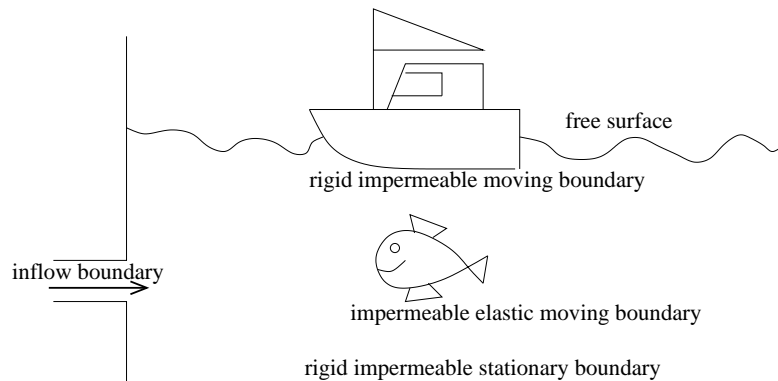 free surface
rigid impermeable moving boundary
inflow boundary
impermeable elastic moving boundary
rigid impermeable stationary boundary